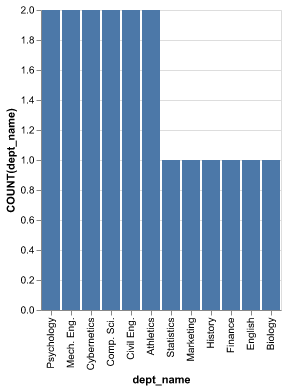 2.0
1.8
1.6
1.4
1.2
1.0
0.8
0.6
0.4
0.2
0.0
COUNT(dept_name)
Psychology
Mech. Eng.
Cybernetics
Comp. Sci.
Civil Eng.
Athletics
Statistics
Marketing
History
Finance
English
Biology
dept_name